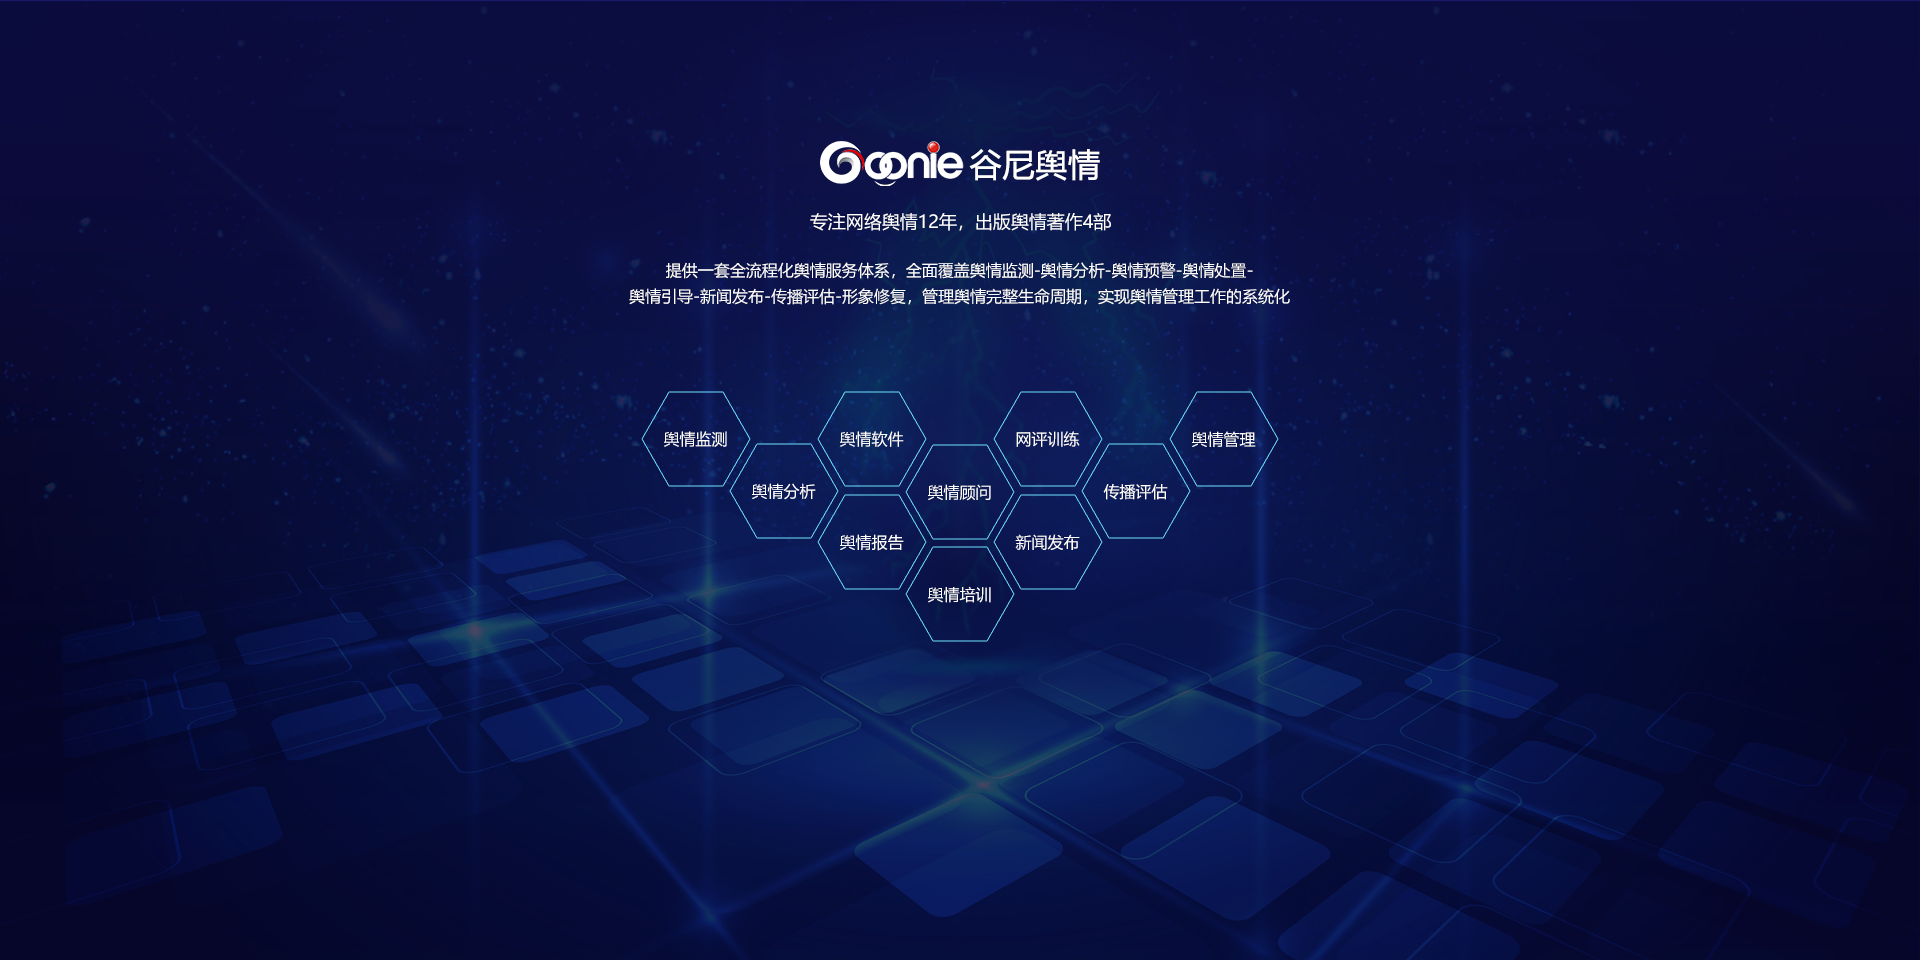 Goonie 谷尼舆情
专注网络舆情12年，出版舆情著作4部
提供一套全流程化舆情服务体系，全面覆盖舆情监测-舆情分析-舆情预警-舆情处置-
舆情引导-新闻发布-传播评估-形象修复，管理舆情完整生命周期，实现舆情管理工作的系统化
舆情监测
舆情软件
网评训练
舆情管理
舆情分析
舆情顾问
传播评估
舆情报告
新闻发布
舆情培训